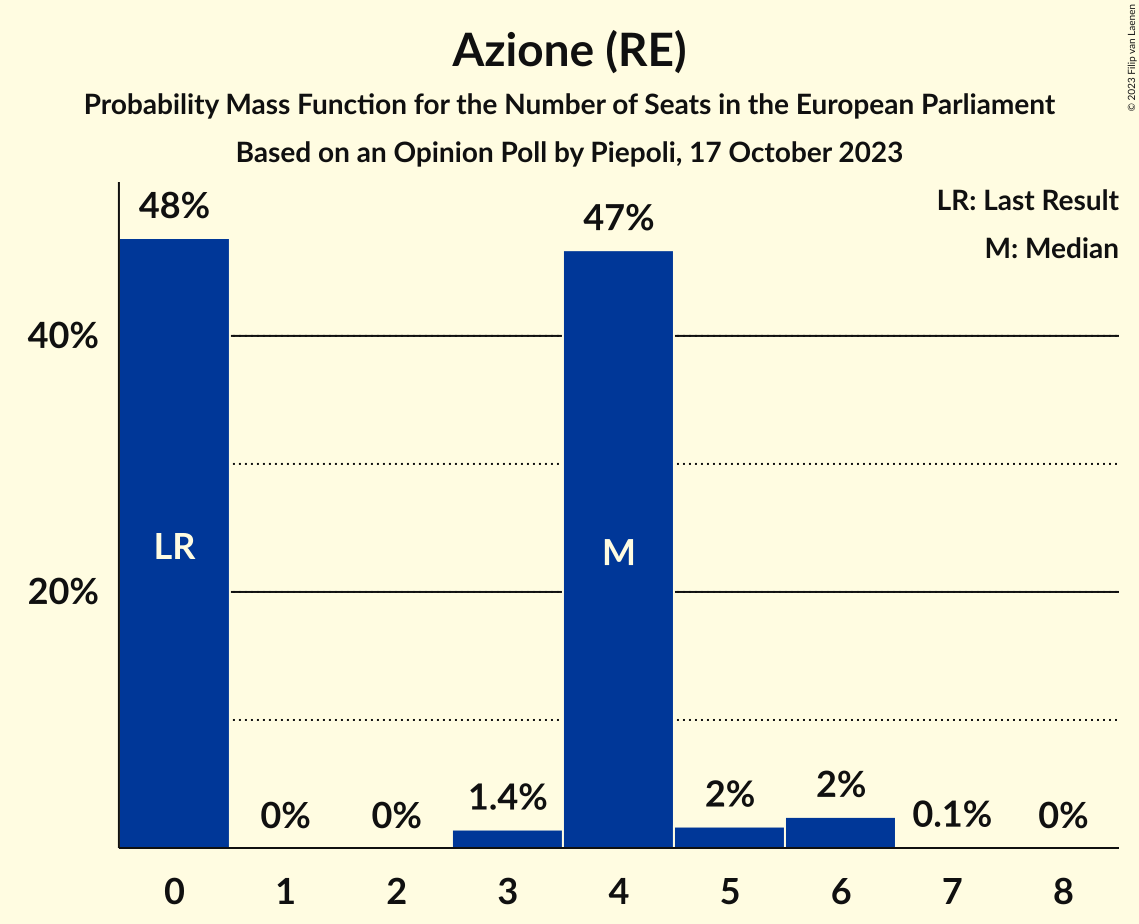 Azione (RE)
Probability Mass Function for the Number of Seats in the European Parliament
Based on an Opinion Poll by Piepoli, 17 October 2023
© 2023 Filip van Laenen
LR: Last Result
M: Median
48%
47%
40%
20%
LR
M
0%
0%
1.4%
2%
2%
0.1%
0%
0
1
2
3
4
5
6
7
8